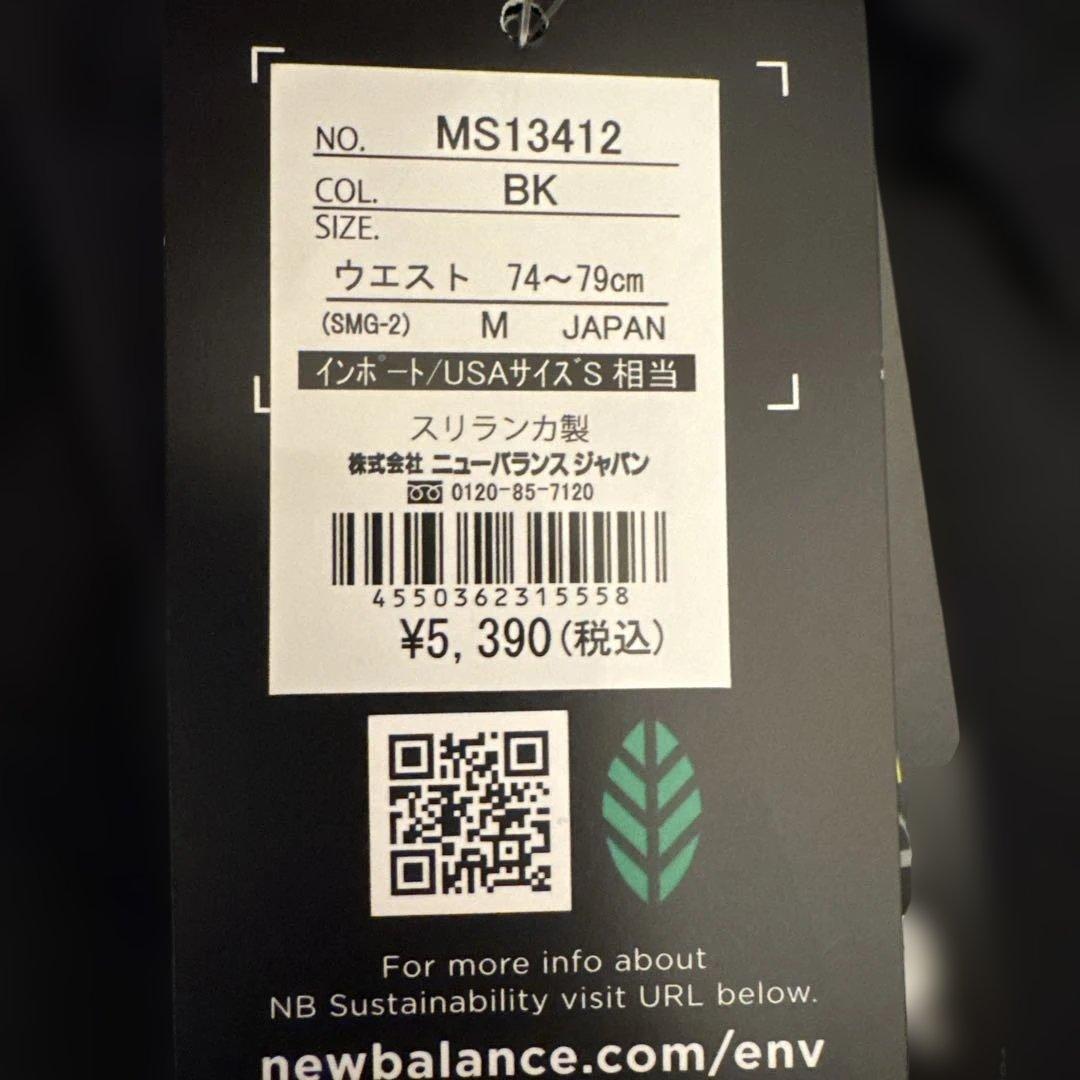 NO. MS13412
COL. BK
SIZE.
ウエスト 74～79cm
(SMG-2) M JAPAN
インポート/USAサイズS 相当
スリランカ製
株式会社 ニューバランス ジャパン
0120-85-7120
4550362315558
¥5,390(税込)
For more info about
NB Sustainability visit URL below.
newbalance.com/env